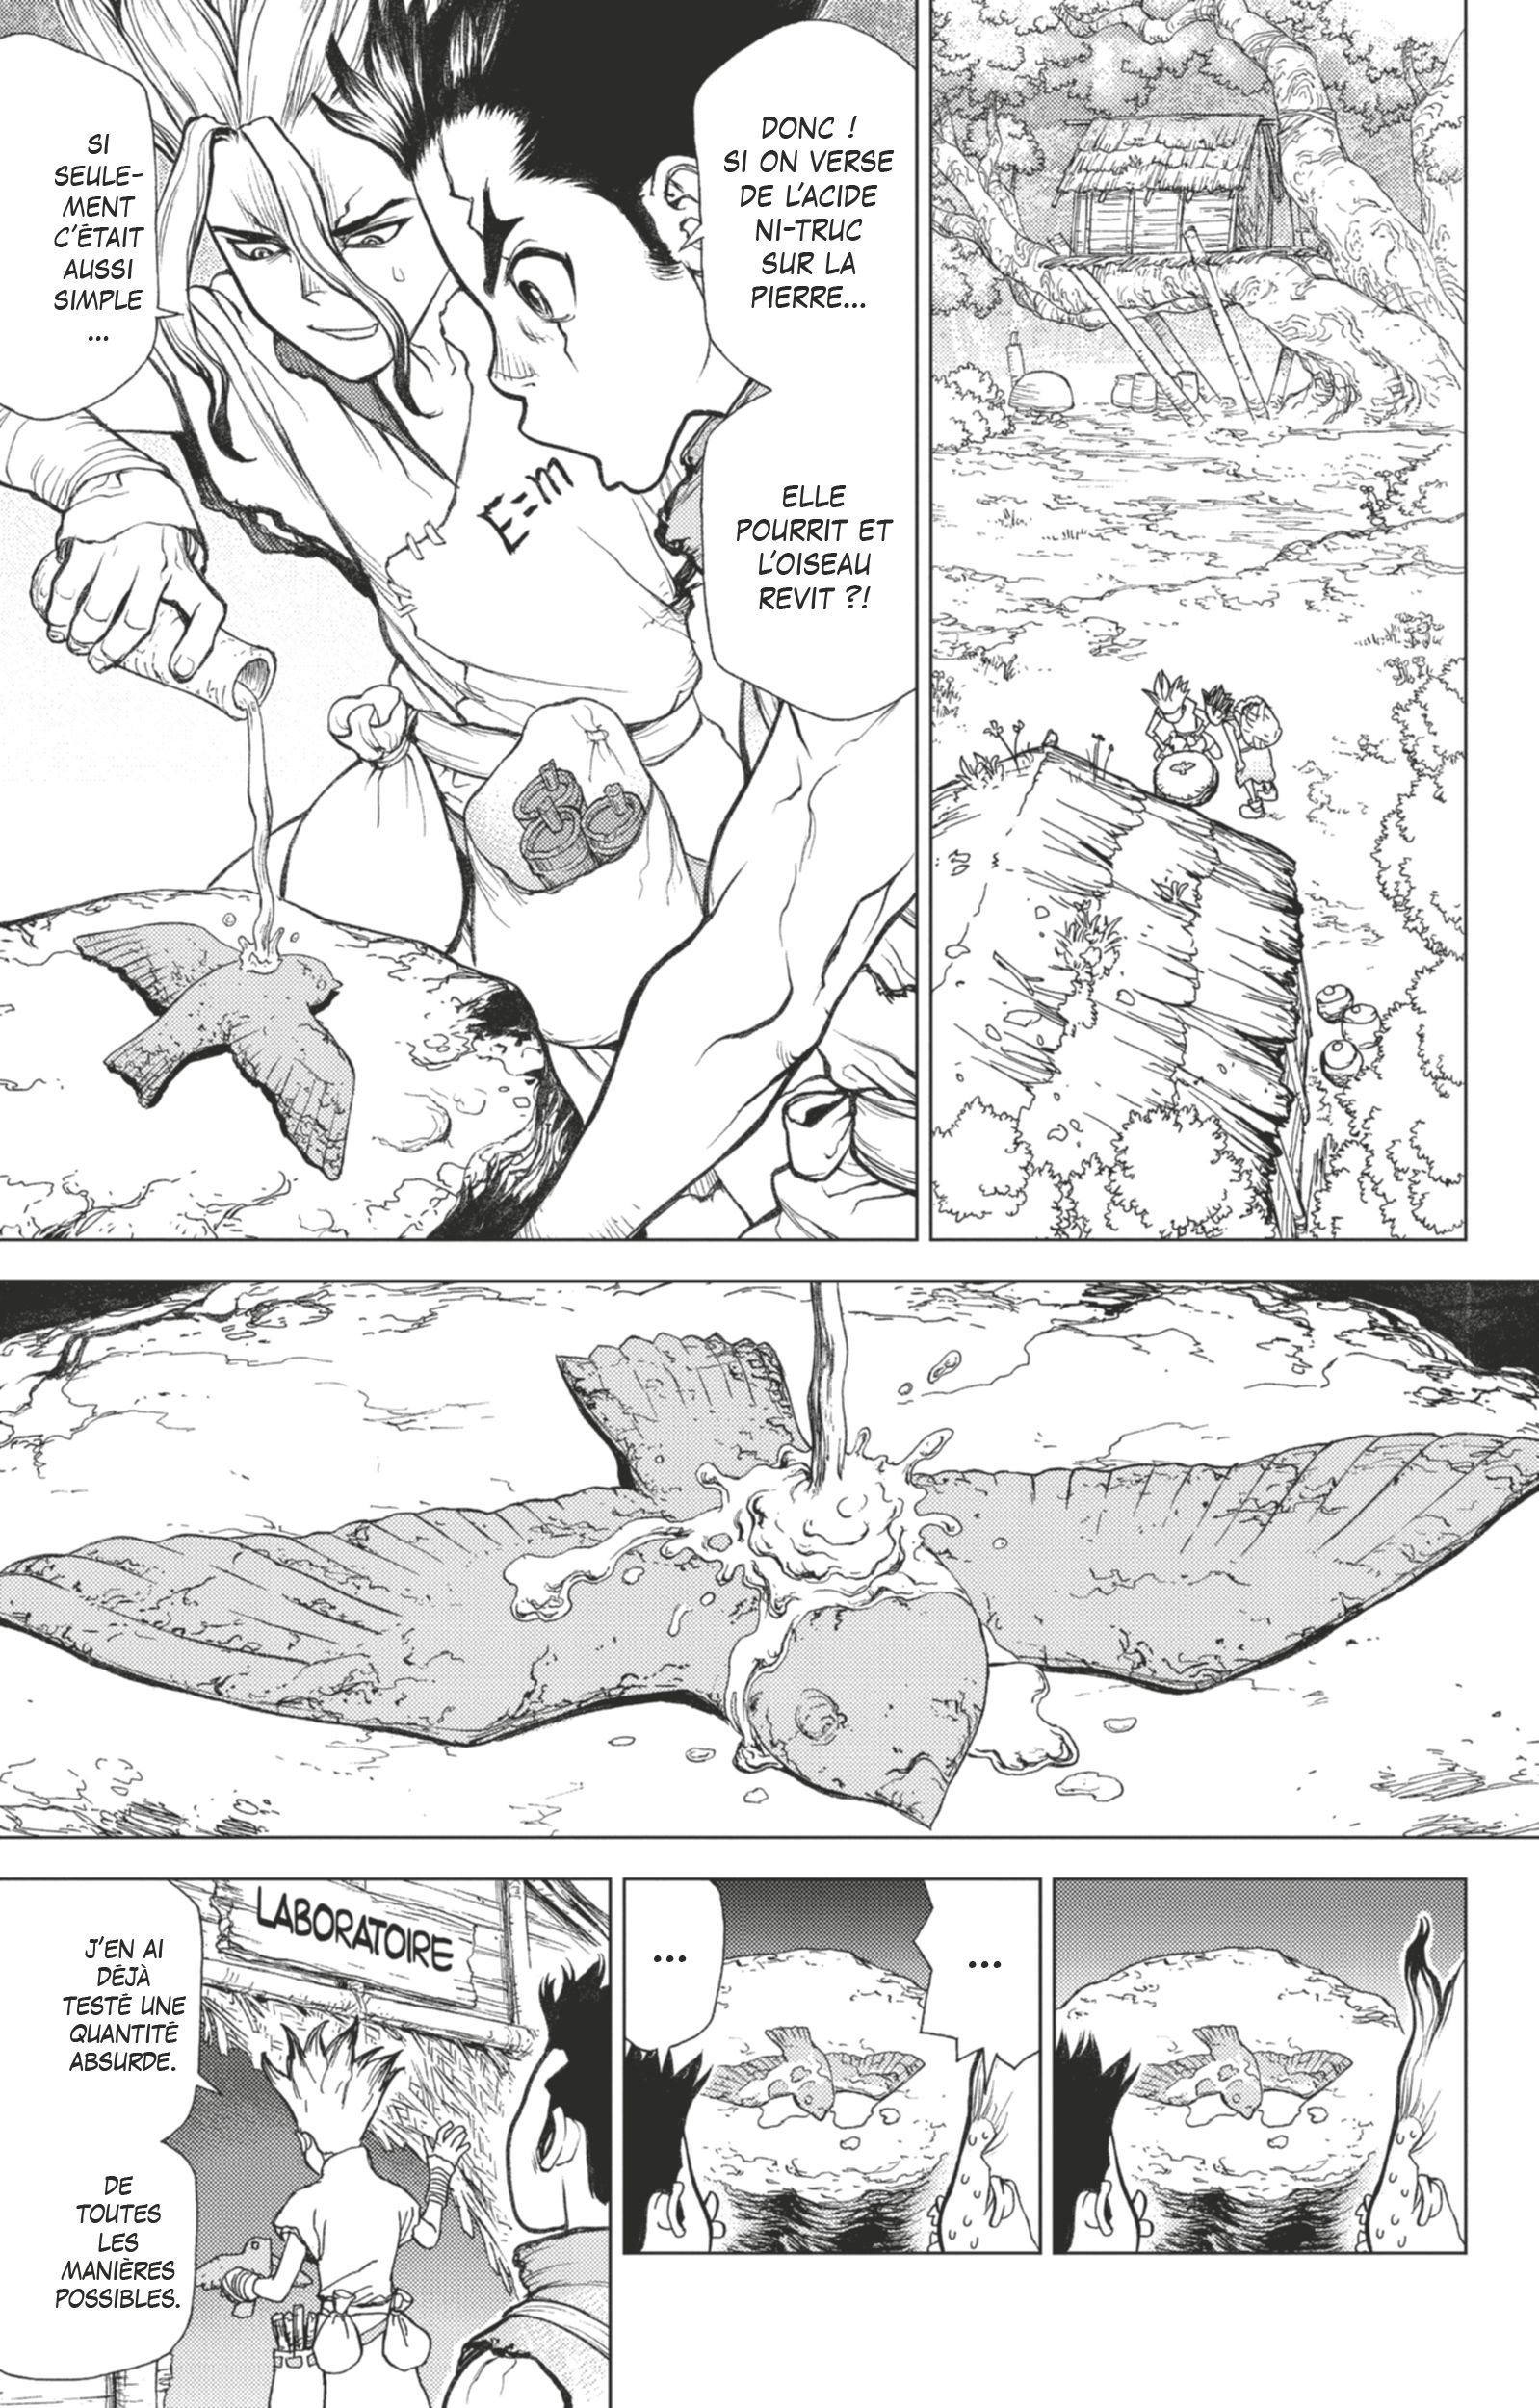 DONC !
SI ON VERSE
DE L'ACIDE
NI-TRUC
SUR LA
PIERRE...
ELLE
POURRIT ET
L'OISEAU
REVIT ?!
SI
SEULE-
MENT
C'ÉTAIT
AUSSI
SIMPLE
...
E=m
...
...
LABORATOIRE
J'EN AI
DÉJÀ
TESTÉ UNE
QUANTITÉ
ABSURDE.
DE
TOUTES
LES
MANIÈRES
POSSIBLES.